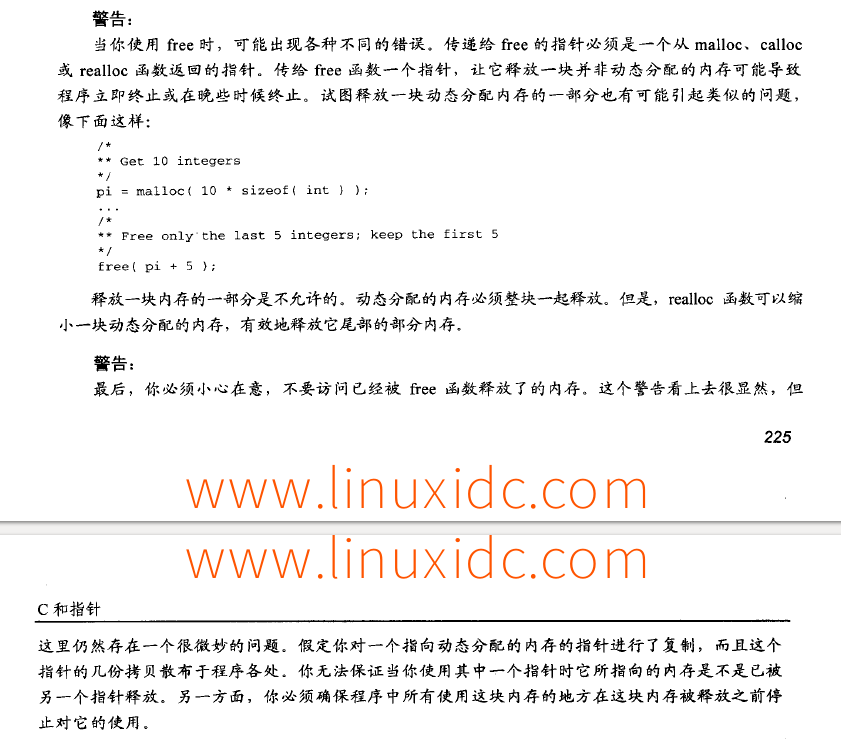 警告：
当你使用 free 时，可能出现各种不同的错误。传递给 free 的指针必须是一个从 malloc、calloc
或 realloc 函数返回的指针。传给 free 函数一个指针，让它释放一块并非动态分配的内存可能导致
程序立即终止或在晚些时候终止。试图释放一块动态分配内存的一部分也有可能引起类似的问题，
像下面这样：
/*
** Get 10 integers
*/
pi = malloc( 10 * sizeof( int ) );
...
/*
** Free only the last 5 integers; keep the first 5
*/
free( pi + 5 );
释放一块内存的一部分是不允许的。动态分配的内存必须整块一起释放。但是，realloc 函数可以缩
小一块动态分配的内存，有效地释放它尾部的部分内存。
警告：
最后，你必须小心在意，不要访问已经被 free 函数释放了的内存。这个警告看上去很显然，但
225
www.linuxidc.com
www.linuxidc.com
C 和指针
这里仍然存在一个很微妙的问题。假定你对一个指向动态分配的内存的指针进行了复制，而且这个
指针的几份拷贝散布于程序各处。你无法保证当你使用其中一个指针时它所指向的内存是不是已被
另一个指针释放。另一方面，你必须确保程序中所有使用这块内存的地方在这块内存被释放之前停
止对它的使用。